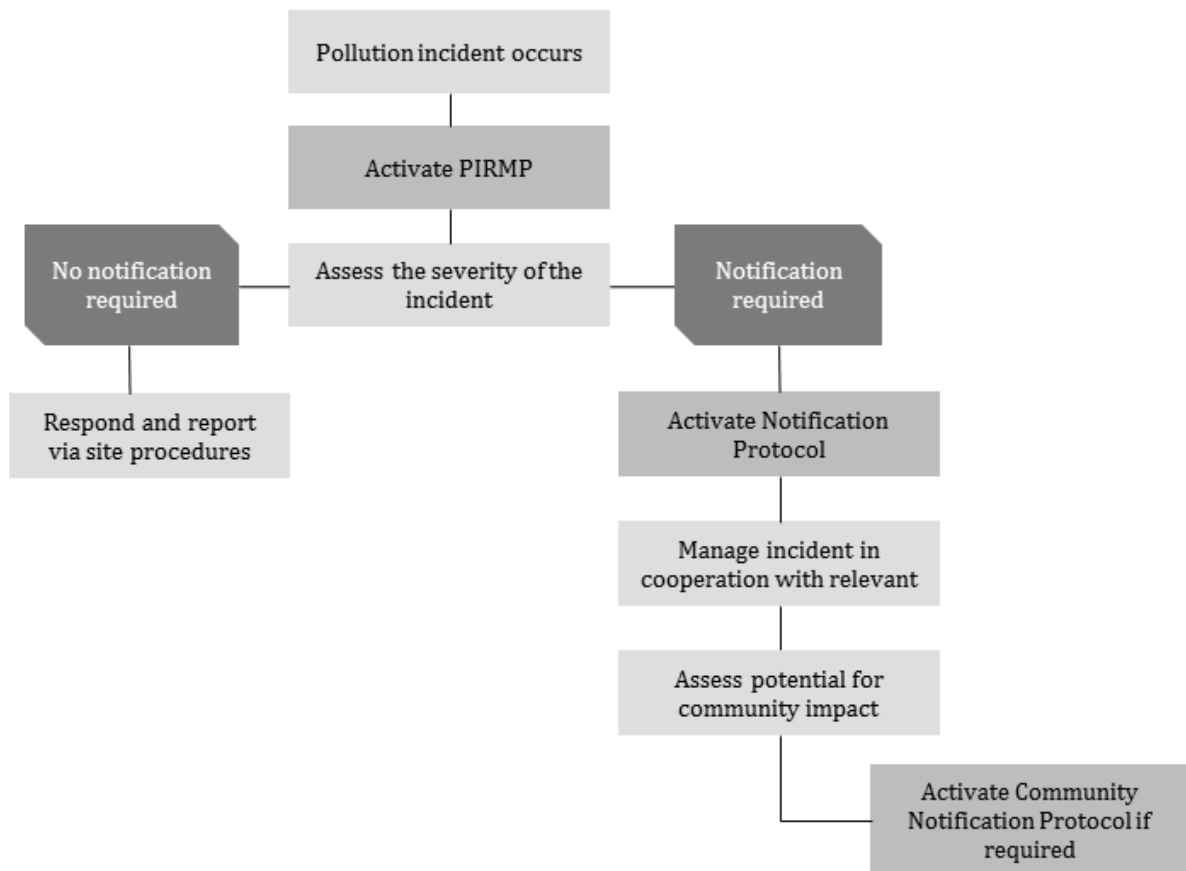 Pollution incident occurs
Activate PIRMP
No notification
required
Assess the severity of the
incident
Notification
required
Respond and report
via site procedures
Activate Notification
Protocol
Manage incident in
cooperation with relevant
Assess potential for
community impact
Activate Community
Notification Protocol if
required